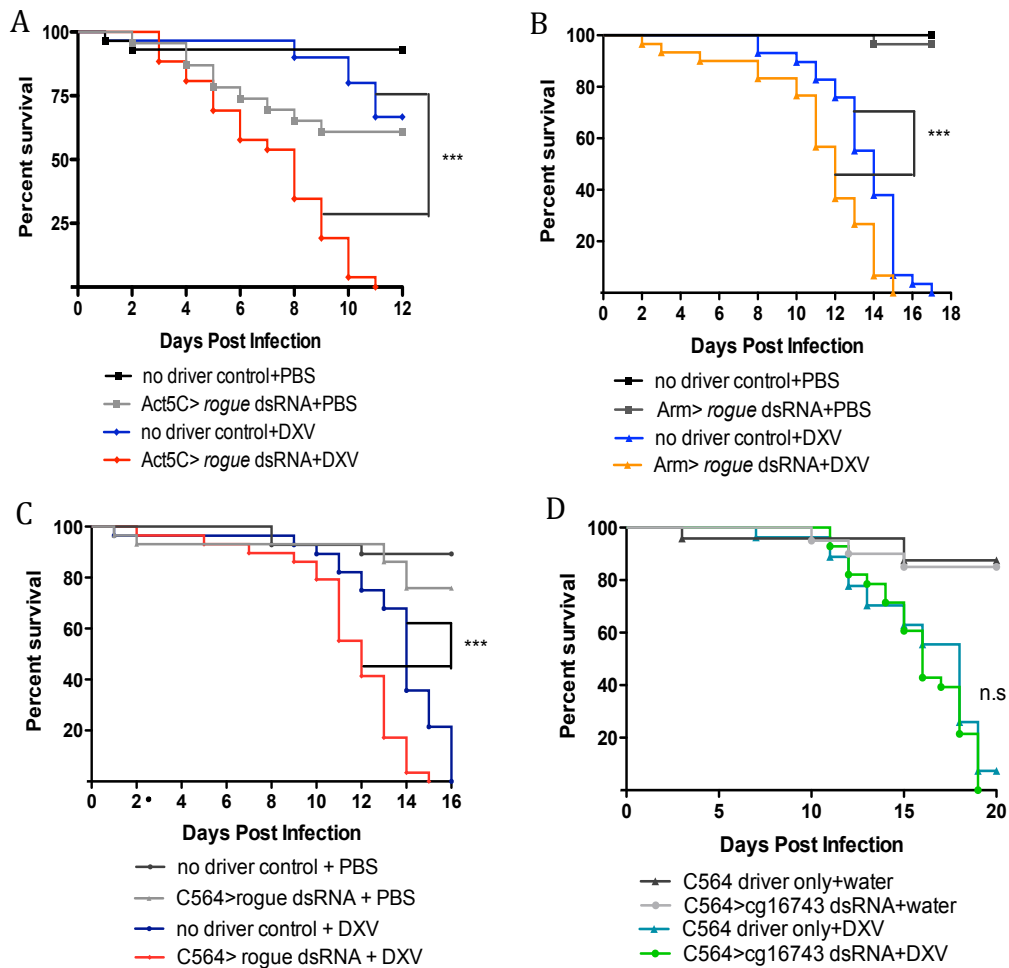 A
Percent survival
100
75
50
25
***
0 2 4 6 8 10 12
Days Post Infection
no driver control+PBS
Act5C> rogue dsRNA+PBS
no driver control+DXV
Act5C> rogue dsRNA+DXV
B
Percent survival
100
80
60
40
20
***
0 2 4 6 8 10 12 14 16 18
Days Post Infection
no driver control+PBS
Arm> rogue dsRNA+PBS
no driver control+DXV
Arm> rogue dsRNA+DXV
C
Percent survival
100
80
60
40
20
***
0 2 4 6 8 10 12 14 16
Days Post Infection
no driver control + PBS
C564>rogue dsRNA + PBS
no driver control + DXV
C564> rogue dsRNA + DXV
D
Percent survival
100
80
60
40
20
n.s
0 5 10 15 20
Days Post Infection
C564 driver only+water
C564>cg16743 dsRNA+water
C564 driver only+DXV
C564>cg16743 dsRNA+DXV